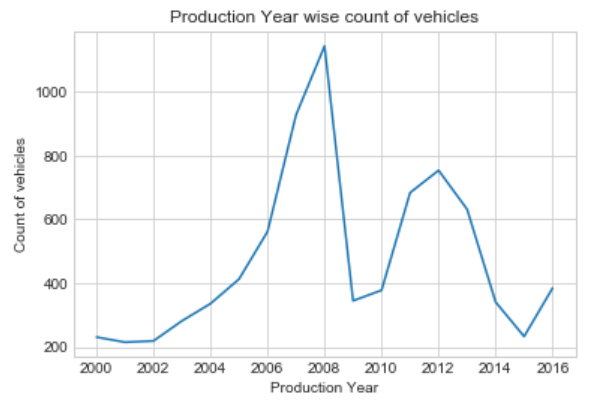 Production Year wise count of vehicles
Count of vehicles
1000
800
600
400
200
2000 2002 2004 2006 2008 2010 2012 2014 2016
Production Year